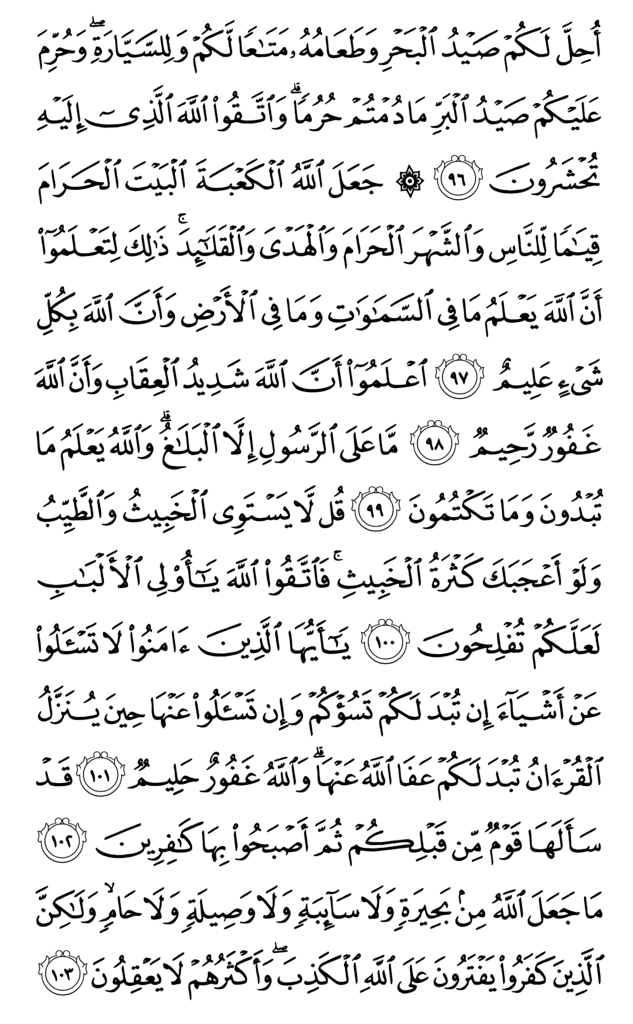 أُحِلَّ لَكُمْ صَيْدُ ٱلْبَحْرِ وَطَعَامُهُۥ مَتَـٰعًا لَّكُمْ وَلِلسَّيَّارَةِ ۖ وَحُرِّمَ
عَلَيْكُمْ صَيْدُ ٱلْبَرِّ مَا دُمْتُمْ حُرُمًا ۗ وَٱتَّقُوا۟ ٱللَّهَ ٱلَّذِىٓ إِلَيْهِ
تُحْشَرُونَ ٩٦ ۞ جَعَلَ ٱللَّهُ ٱلْكَعْبَةَ ٱلْبَيْتَ ٱلْحَرَامَ
قِيَـٰمًا لِّلنَّاسِ وَٱلشَّهْرَ ٱلْحَرَامَ وَٱلْهَدْىَ وَٱلْقَلَـٰٓئِدَ ۚ ذَٰلِكَ لِتَعْلَمُوٓا۟
أَنَّ ٱللَّهَ يَعْلَمُ مَا فِى ٱلسَّمَـٰوَٰتِ وَمَا فِى ٱلْأَرْضِ وَأَنَّ ٱللَّهَ بِكُلِّ
شَىْءٍ عَلِيمٌ ٩٧ ٱعْلَمُوٓا۟ أَنَّ ٱللَّهَ شَدِيدُ ٱلْعِقَابِ وَأَنَّ ٱللَّهَ
غَفُورٌ رَّحِيمٌ ٩٨ مَّا عَلَى ٱلرَّسُولِ إِلَّا ٱلْبَلَـٰغُ ۗ وَٱللَّهُ يَعْلَمُ مَا
تُبْدُونَ وَمَا تَكْتُمُونَ ٩٩ قُل لَّا يَسْتَوِى ٱلْخَبِيثُ وَٱلطَّيِّبُ
وَلَوْ أَعْجَبَكَ كَثْرَةُ ٱلْخَبِيثِ ۚ فَٱتَّقُوا۟ ٱللَّهَ يَـٰٓأُو۟لِى ٱلْأَلْبَـٰبِ
لَعَلَّكُمْ تُفْلِحُونَ ١٠٠ يَـٰٓأَيُّهَا ٱلَّذِينَ ءَامَنُوا۟ لَا تَسْـَٔلُوا۟
عَنْ أَشْيَآءَ إِن تُبْدَ لَكُمْ تَسُؤْكُمْ وَإِن تَسْـَٔلُوا۟ عَنْهَا حِينَ يُنَزَّلُ
ٱلْقُرْءَانُ تُبْدَ لَكُمْ عَفَا ٱللَّهُ عَنْهَا ۗ وَٱللَّهُ غَفُورٌ حَلِيمٌ ١٠١ قَدْ
سَأَلَهَا قَوْمٌ مِّن قَبْلِكُمْ ثُمَّ أَصْبَحُوا۟ بِهَا كَـٰفِرِينَ ١٠٢
مَا جَعَلَ ٱللَّهُ مِنۢ بَحِيرَةٍ وَلَا سَآئِبَةٍ وَلَا وَصِيلَةٍ وَلَا حَامٍ ۙ وَلَـٰكِنَّ
ٱلَّذِينَ كَفَرُوا۟ يَفْتَرُونَ عَلَى ٱللَّهِ ٱلْكَذِبَ ۖ وَأَكْثَرُهُمْ لَا يَعْقِلُونَ ١٠٣